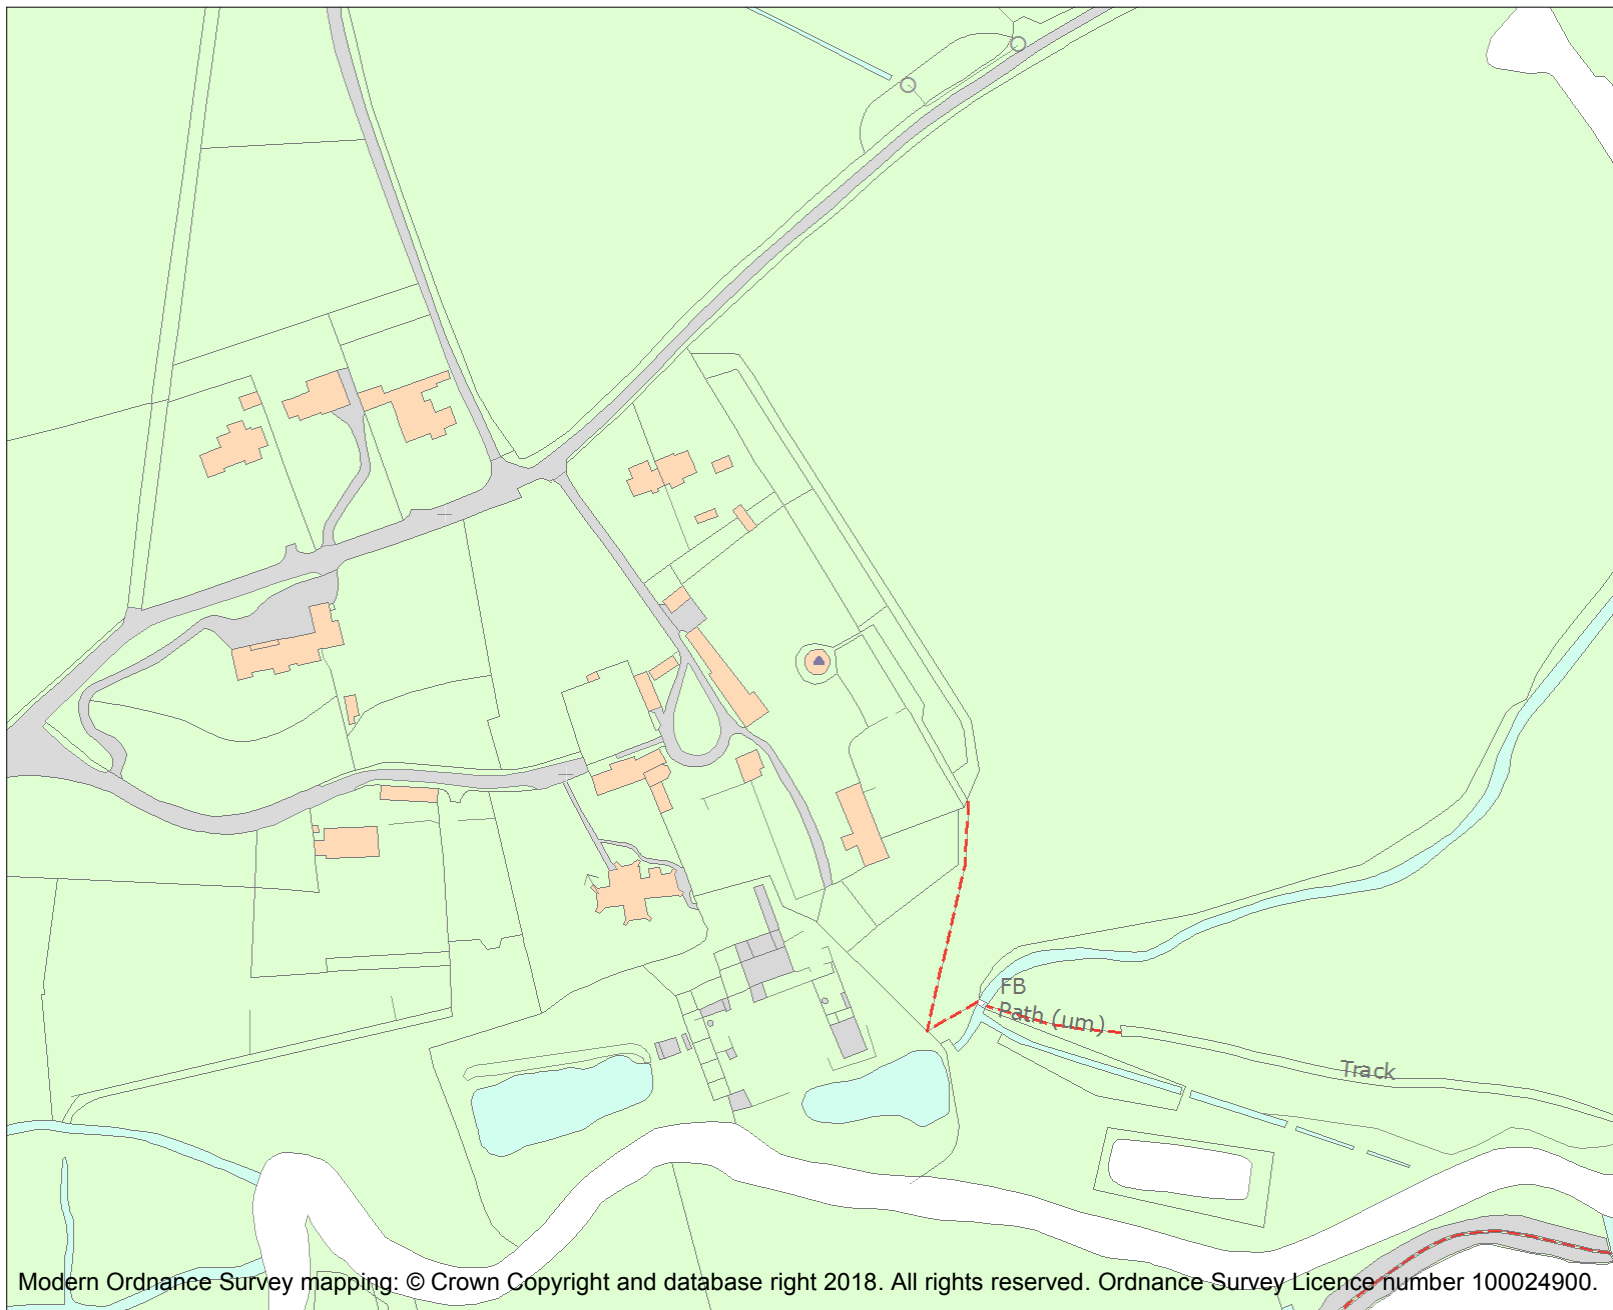 FB
Path (um)
Track
Modern Ordnance Survey mapping: © Crown Copyright and database right 2018. All rights reserved. Ordnance Survey Licence number 100024900.